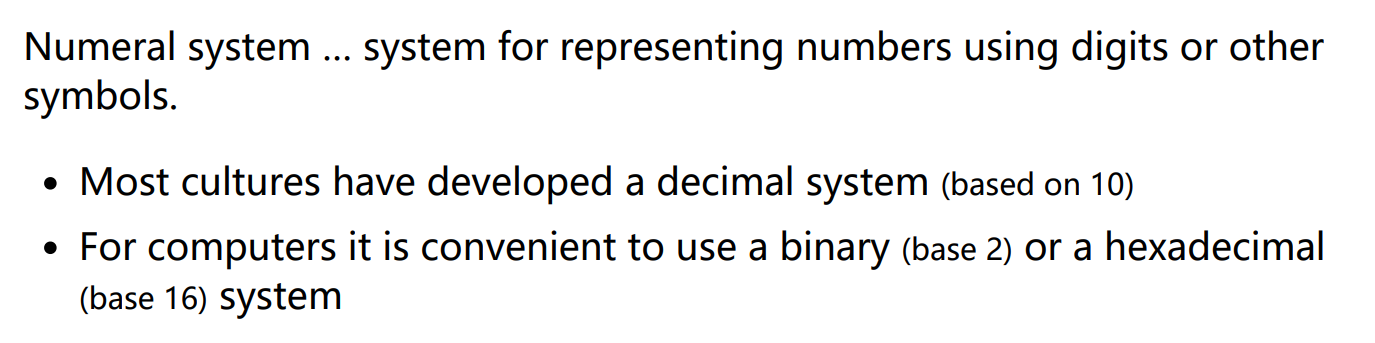 Numeral system ... system for representing numbers using digits or other
symbols.
• Most cultures have developed a decimal system (based on 10)
• For computers it is convenient to use a binary (base 2) or a hexadecimal
(base 16) system